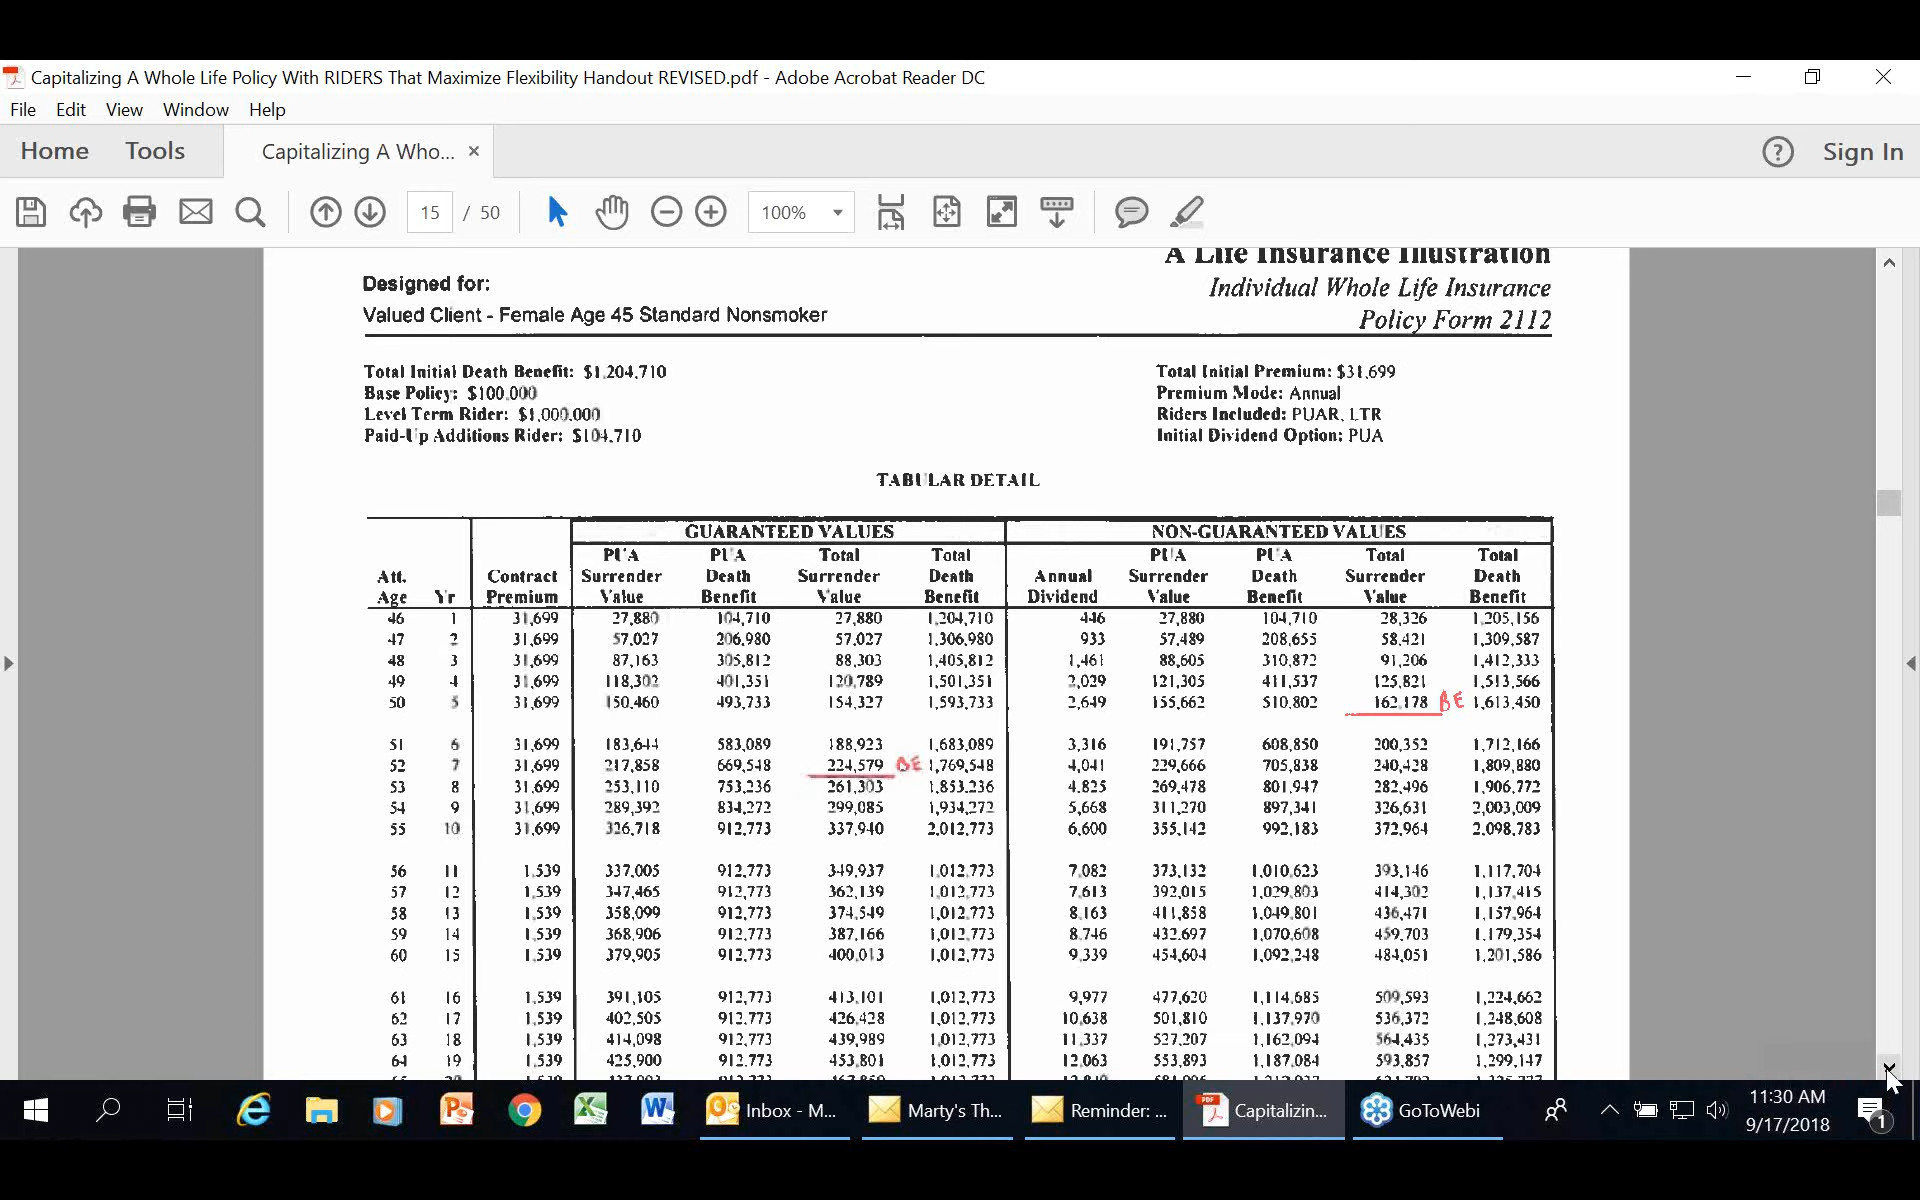 Capitalizing A Whole Life Policy With RIDERS That Maximize Flexibility Handout REVISED.pdf - Adobe Acrobat Reader DC
File Edit View Window Help
Home Tools Capitalizing A Who... × Sign In
15 / 50 100%
A Life Insurance Illustration
Designed for: Individual Whole Life Insurance
Valued Client - Female Age 45 Standard Nonsmoker Policy Form 2112
Total Initial Death Benefit: $1,204,710 Total Initial Premium: $31,699
Base Policy: $100,000 Premium Mode: Annual
Level Term Rider: $1,000,000 Riders Included: PUAR, LTR
Paid-Up Additions Rider: $104,710 Initial Dividend Option: PUA
TABULAR DETAIL
GUARANTEED VALUES NON-GUARANTEED VALUES
PUA PUA Total Total PUA PUA Total Total
Att. Contract Surrender Death Surrender Death Annual Surrender Death Surrender Death
Age Yr Premium Value Benefit Value Benefit Dividend Value Benefit Value Benefit
46 1 31,699 27,880 104,710 27,880 1,204,710 446 27,880 104,710 28,326 1,205,156
47 2 31,699 57,027 206,980 57,027 1,306,980 933 57,489 208,655 58,421 1,309,587
48 3 31,699 87,163 305,812 88,303 1,405,812 1,461 88,605 310,872 91,206 1,412,333
49 4 31,699 118,302 401,351 120,789 1,501,351 2,029 121,305 411,537 125,821 1,513,566
50 5 31,699 150,460 493,733 154,327 1,593,733 2,649 155,662 510,802 162,178 BE 1,613,450
51 6 31,699 183,644 583,089 188,923 1,683,089 3,316 191,757 608,850 200,352 1,712,166
52 7 31,699 217,858 669,548 224,579 BE 1,769,548 4,041 229,666 705,838 240,428 1,809,880
53 8 31,699 253,110 753,236 261,303 1,853,236 4,825 269,478 801,947 282,496 1,906,772
54 9 31,699 289,392 834,272 299,085 1,934,272 5,668 311,270 897,341 326,631 2,003,009
55 10 31,699 326,718 912,773 337,940 2,012,773 6,600 355,142 992,183 372,964 2,098,783
56 11 1,539 337,005 912,773 349,937 1,012,773 7,082 373,132 1,010,623 393,146 1,117,704
57 12 1,539 347,465 912,773 362,139 1,012,773 7,613 392,015 1,029,803 414,302 1,137,415
58 13 1,539 358,099 912,773 374,549 1,012,773 8,163 411,858 1,049,801 436,471 1,157,964
59 14 1,539 368,906 912,773 387,166 1,012,773 8,746 432,697 1,070,608 459,703 1,179,354
60 15 1,539 379,905 912,773 400,013 1,012,773 9,339 454,604 1,092,248 484,051 1,201,586
61 16 1,539 391,105 912,773 413,101 1,012,773 9,977 477,620 1,114,685 509,593 1,224,662
62 17 1,539 402,505 912,773 426,428 1,012,773 10,638 501,810 1,137,970 536,372 1,248,608
63 18 1,539 414,098 912,773 439,989 1,012,773 11,337 527,207 1,162,094 564,435 1,273,431
64 19 1,539 425,900 912,773 453,801 1,012,773 12,063 553,893 1,187,084 593,857 1,299,147
Inbox - M... Marty's Th... Reminder: ... Capitalizin... GoToWebi 11:30 AM
9/17/2018 1